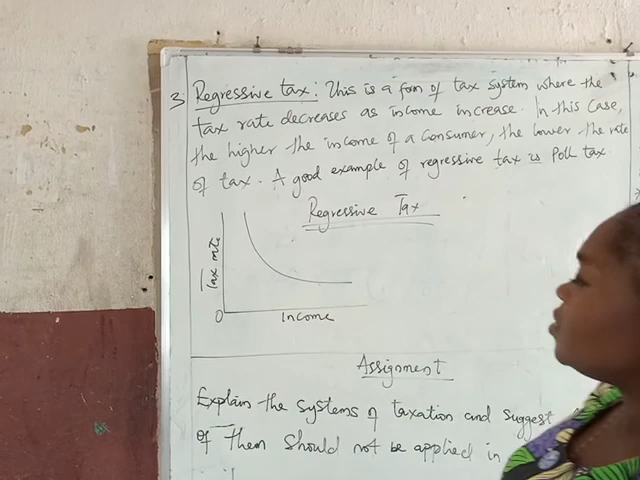 3 Regressive tax: This is a form of tax system where the
tax rate decreases as income increase. In this case,
the higher the income of a consumer, the lower the rate
of tax. A good example of regressive tax is Poll tax.
Regressive Tax
Tax rate
0
Income
Assignment
Explain the systems of taxation and suggest
of them should not be applied in